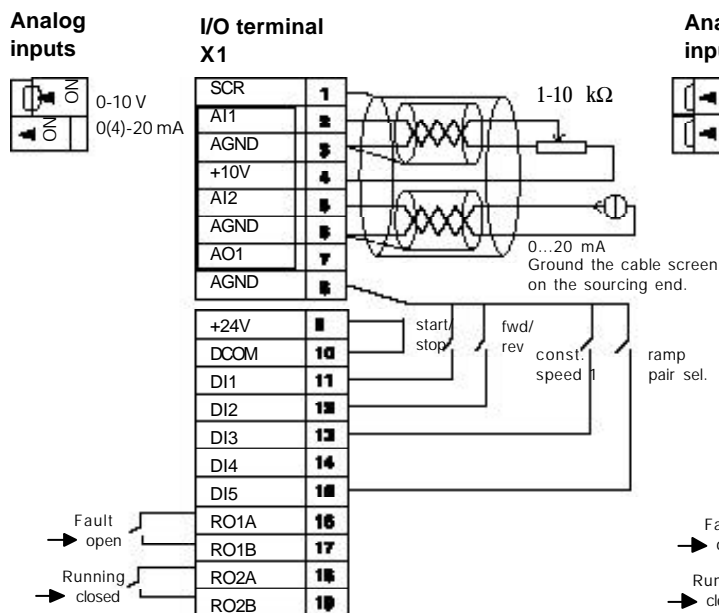 Analog
inputs
I/O terminal
X1
ON
ON
0-10 V
0(4)-20 mA
SCR 1
AI1 2
AGND 3
+10V 4
AI2 5
AGND 6
AO1 7
AGND 8
+24V 9
DCOM 10
DI1 11
DI2 12
DI3 13
DI4 14
DI5 15
RO1A 16
RO1B 17
RO2A 18
RO2B 19
1-10 kΩ
0...20 mA
Ground the cable screen
on the sourcing end.
start/
stop
fwd/
rev
const.
speed 1
ramp
pair sel.
Fault
open
Running
closed